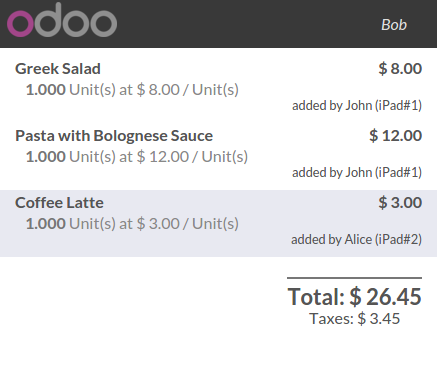 odoo
Bob
Greek Salad $ 8.00
1.000 Unit(s) at $ 8.00 / Unit(s)
added by John (iPad#1)
Pasta with Bolognese Sauce $ 12.00
1.000 Unit(s) at $ 12.00 / Unit(s)
added by John (iPad#1)
Coffee Latte $ 3.00
1.000 Unit(s) at $ 3.00 / Unit(s)
added by Alice (iPad#2)
Total: $ 26.45
Taxes: $ 3.45